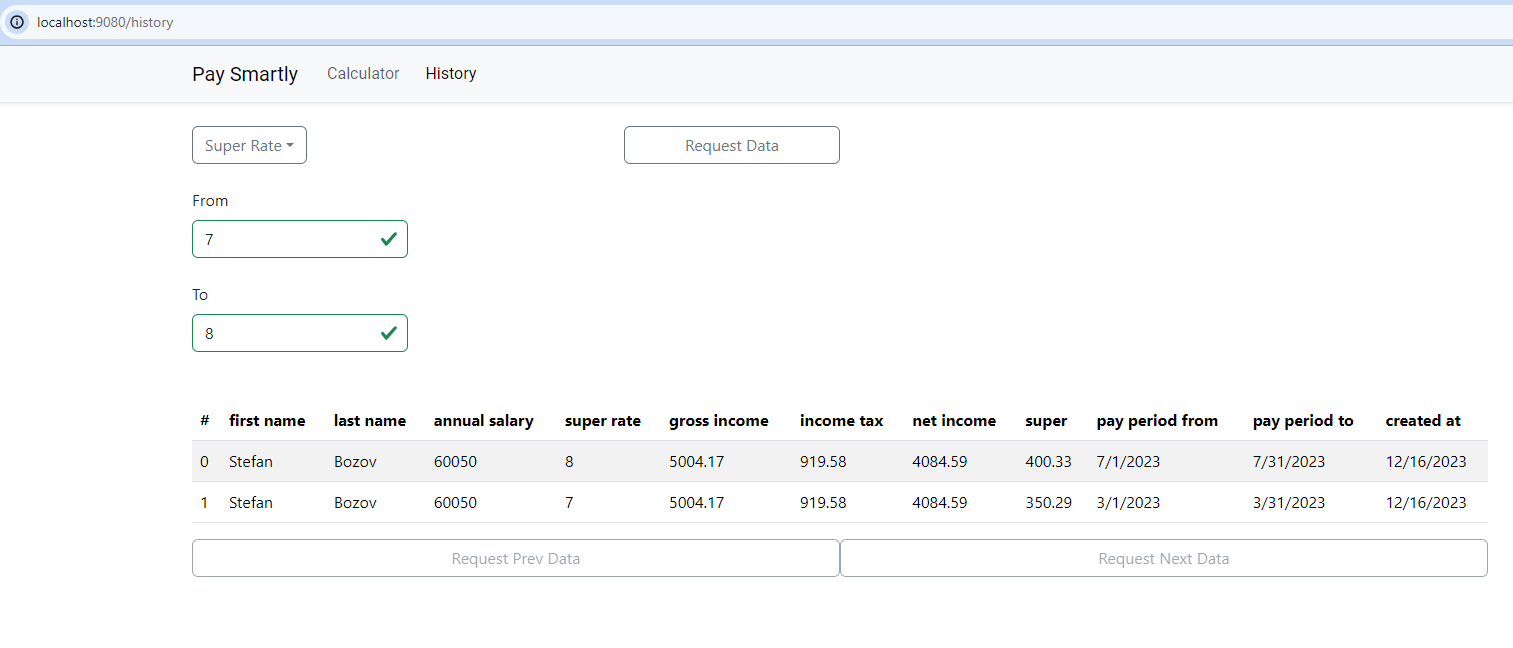 localhost:9080/history
Pay Smartly Calculator History
Super Rate Request Data
From
7
To
8
# first name last name annual salary super rate gross income income tax net income super pay period from pay period to created at
0 Stefan Bozov 60050 8 5004.17 919.58 4084.59 400.33 7/1/2023 7/31/2023 12/16/2023
1 Stefan Bozov 60050 7 5004.17 919.58 4084.59 350.29 3/1/2023 3/31/2023 12/16/2023
Request Prev Data Request Next Data